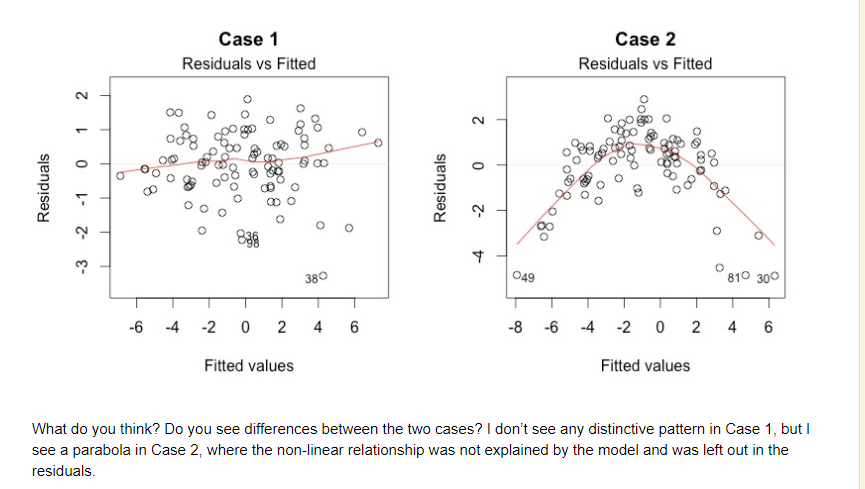 Case 1
Residuals vs Fitted
Residuals
2
1
0
-1
-2
-3
36
98
38
-6 -4 -2 0 2 4 6
Fitted values
Case 2
Residuals vs Fitted
Residuals
2
0
-2
-4
49
81
30
-8 -6 -4 -2 0 2 4 6
Fitted values
What do you think? Do you see differences between the two cases? I don't see any distinctive pattern in Case 1, but I
see a parabola in Case 2, where the non-linear relationship was not explained by the model and was left out in the
residuals.